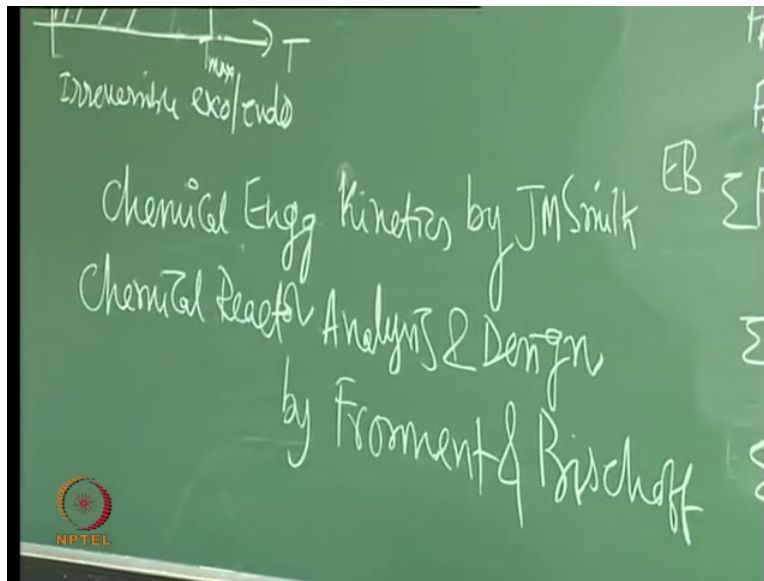 Tmax T
Irreversible exo/endo
Chemical Engg Kinetics by JM Smith
EB Σ
Chemical Reactor Analysis & Design
Σ
by Froment & Bischoff
NPTEL